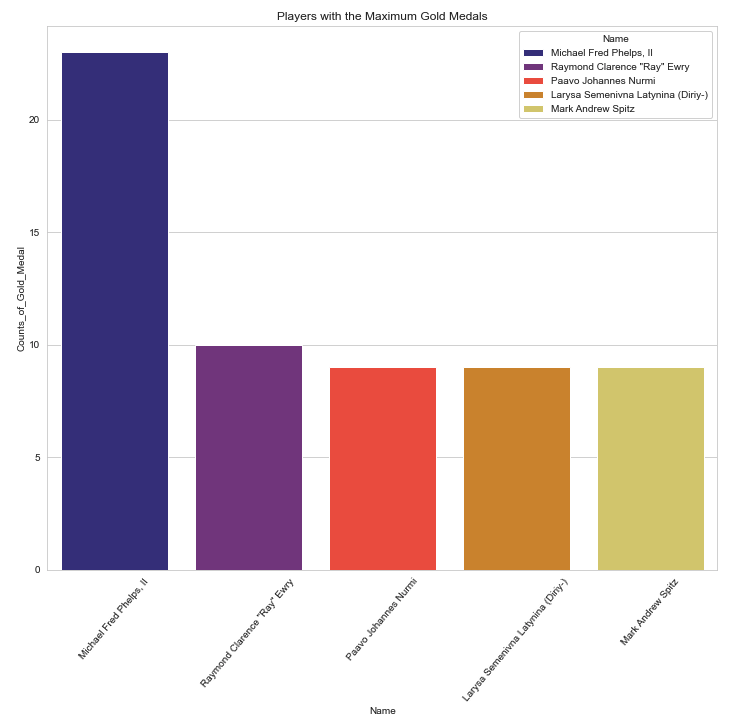 Players with the Maximum Gold Medals
Name
Michael Fred Phelps, II
Raymond Clarence "Ray" Ewry
Paavo Johannes Nurmi
Larysa Semenivna Latynina (Diriy-)
Mark Andrew Spitz
Counts_of_Gold_Medal
20
15
10
5
0
Michael Fred Phelps, II
Raymond Clarence "Ray" Ewry
Paavo Johannes Nurmi
Larysa Semenivna Latynina (Diriy-)
Mark Andrew Spitz
Name